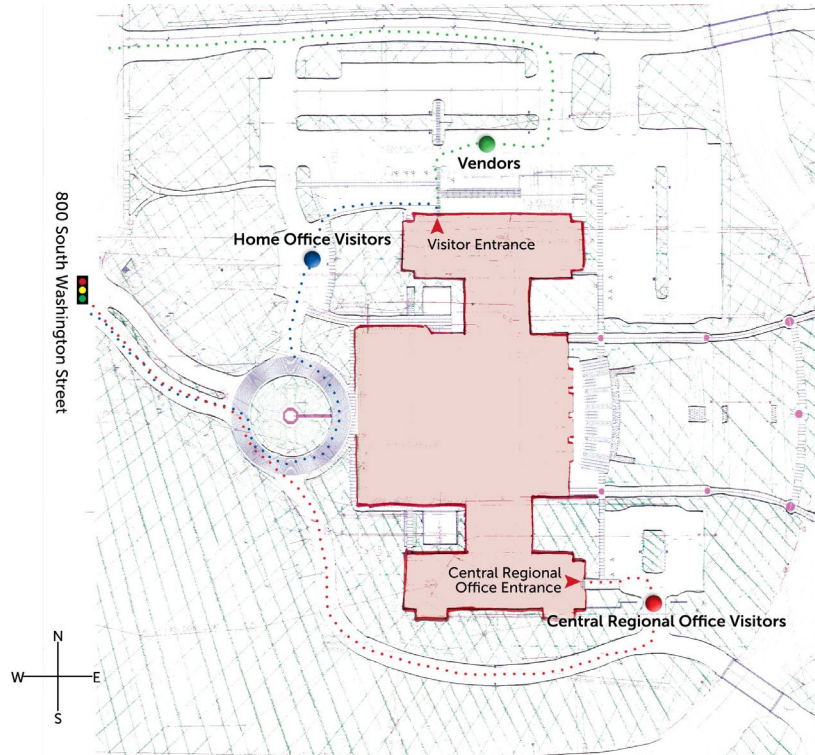 Vendors
800 South Washington Street
Home Office Visitors
Visitor Entrance
Central Regional
Office Entrance
Central Regional Office Visitors
N
W
E
S